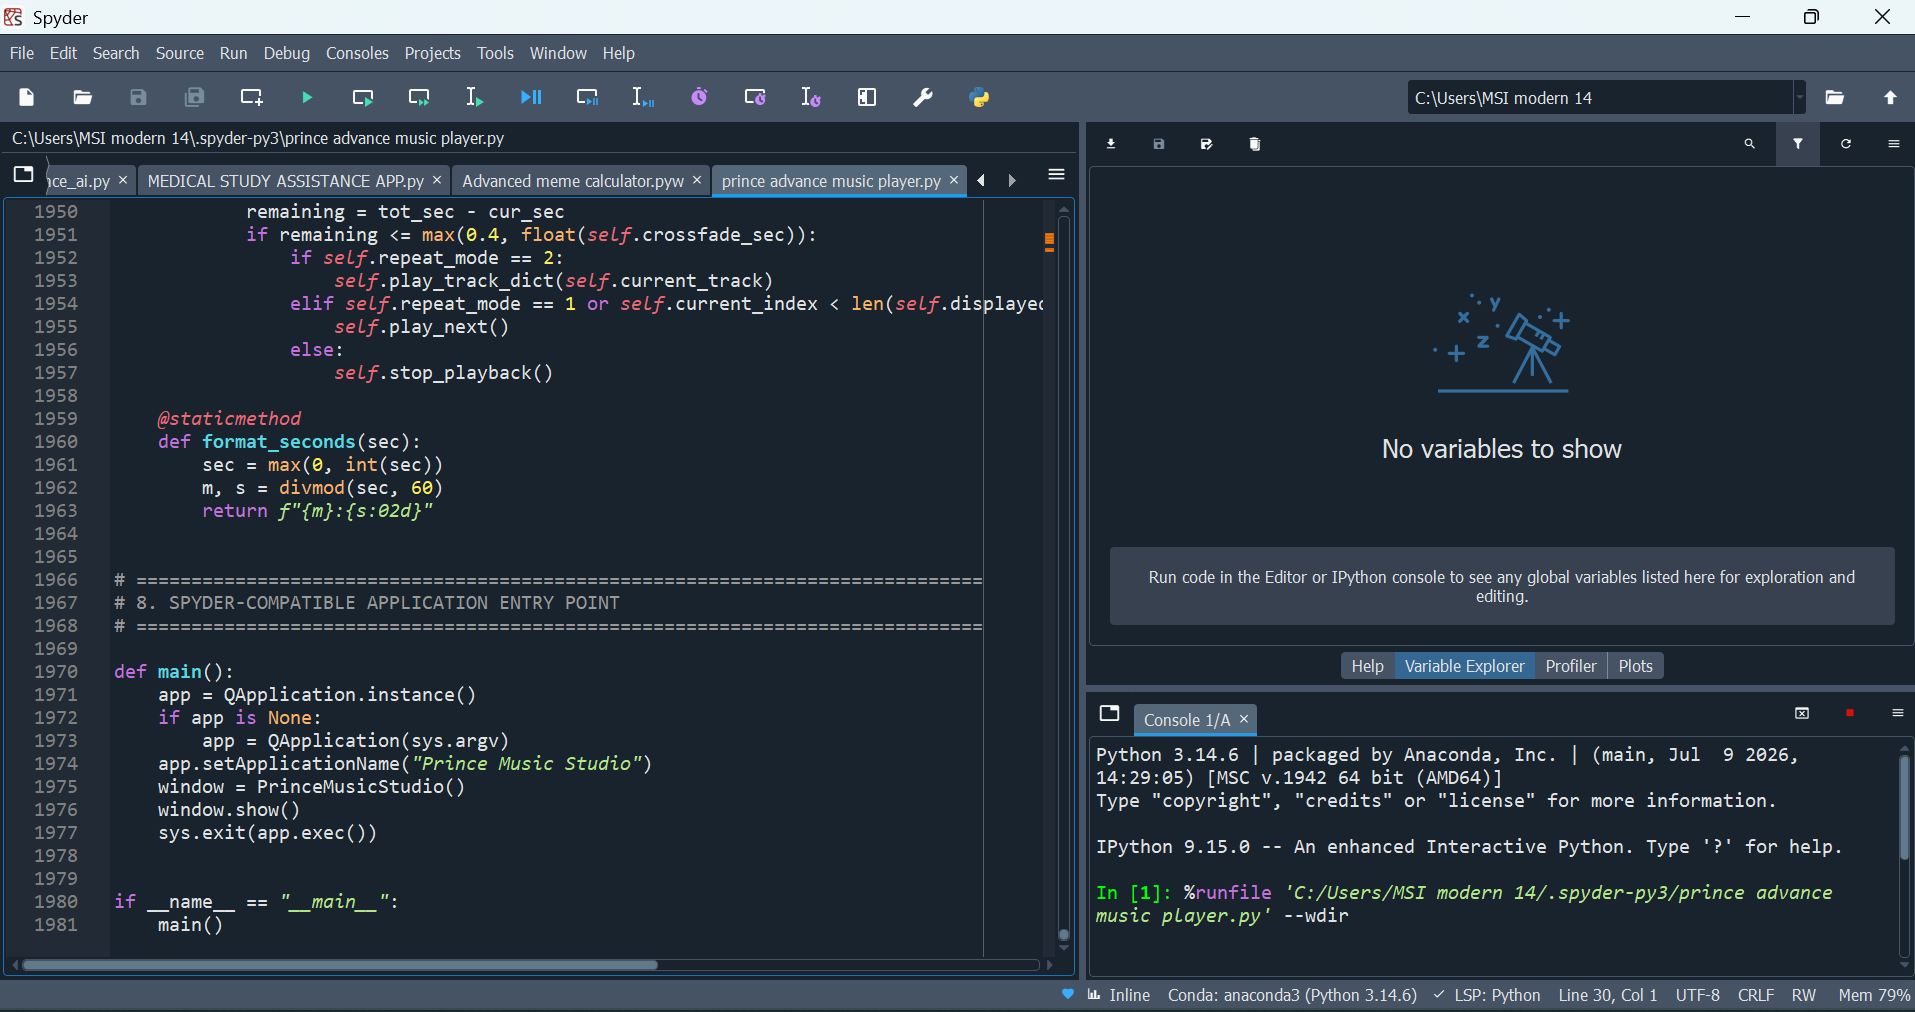 Spyder
File Edit Search Source Run Debug Consoles Projects Tools Window Help
C:\Users\MSI modern 14
C:\Users\MSI modern 14\.spyder-py3\prince advance music player.py
ice_ai.py MEDICAL STUDY ASSISTANCE APP.py Advanced meme calculator.pyw prince advance music player.py
1950 remaining = tot_sec - cur_sec
1951 if remaining <= max(0.4, float(self.crossfade_sec)):
1952 if self.repeat_mode == 2:
1953 self.play_track_dict(self.current_track)
1954 elif self.repeat_mode == 1 or self.current_index < len(self.displayed
1955 self.play_next()
1956 else:
1957 self.stop_playback()
1958
1959 @staticmethod
1960 def format_seconds(sec):
1961 sec = max(0, int(sec))
1962 m, s = divmod(sec, 60)
1963 return f"{m}:{s:02d}"
1964
1965
1966 # =============================================================================
1967 # 8. SPYDER-COMPATIBLE APPLICATION ENTRY POINT
1968 # =============================================================================
1969
1970 def main():
1971 app = QApplication.instance()
1972 if app is None:
1973 app = QApplication(sys.argv)
1974 app.setApplicationName("Prince Music Studio")
1975 window = PrinceMusicStudio()
1976 window.show()
1977 sys.exit(app.exec())
1978
1979
1980 if __name__ == "__main__":
1981 main()
x y z
No variables to show
Run code in the Editor or IPython console to see any global variables listed here for exploration and
editing.
Help Variable Explorer Profiler Plots
Console 1/A
Python 3.14.6 | packaged by Anaconda, Inc. | (main, Jul  9 2026,
14:29:05) [MSC v.1942 64 bit (AMD64)]
Type "copyright", "credits" or "license" for more information.
IPython 9.15.0 -- An enhanced Interactive Python. Type '?' for help.
In [1]: %runfile 'C:/Users/MSI modern 14/.spyder-py3/prince advance
music player.py' --wdir
Inline Conda: anaconda3 (Python 3.14.6) LSP: Python Line 30, Col 1 UTF-8 CRLF RW Mem 79%